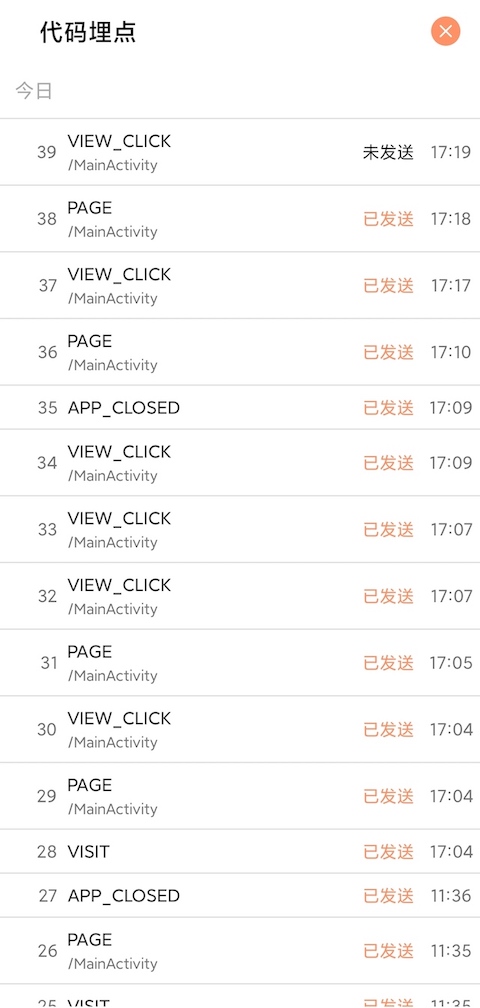 代码埋点
今日
39 VIEW_CLICK 未发送 17:19
/MainActivity
38 PAGE 已发送 17:18
/MainActivity
37 VIEW_CLICK 已发送 17:17
/MainActivity
36 PAGE 已发送 17:10
/MainActivity
35 APP_CLOSED 已发送 17:09
34 VIEW_CLICK 已发送 17:09
/MainActivity
33 VIEW_CLICK 已发送 17:07
/MainActivity
32 VIEW_CLICK 已发送 17:07
/MainActivity
31 PAGE 已发送 17:05
/MainActivity
30 VIEW_CLICK 已发送 17:04
/MainActivity
29 PAGE 已发送 17:04
/MainActivity
28 VISIT 已发送 17:04
27 APP_CLOSED 已发送 11:36
26 PAGE 已发送 11:35
/MainActivity
25 VISIT 已发送 11:35